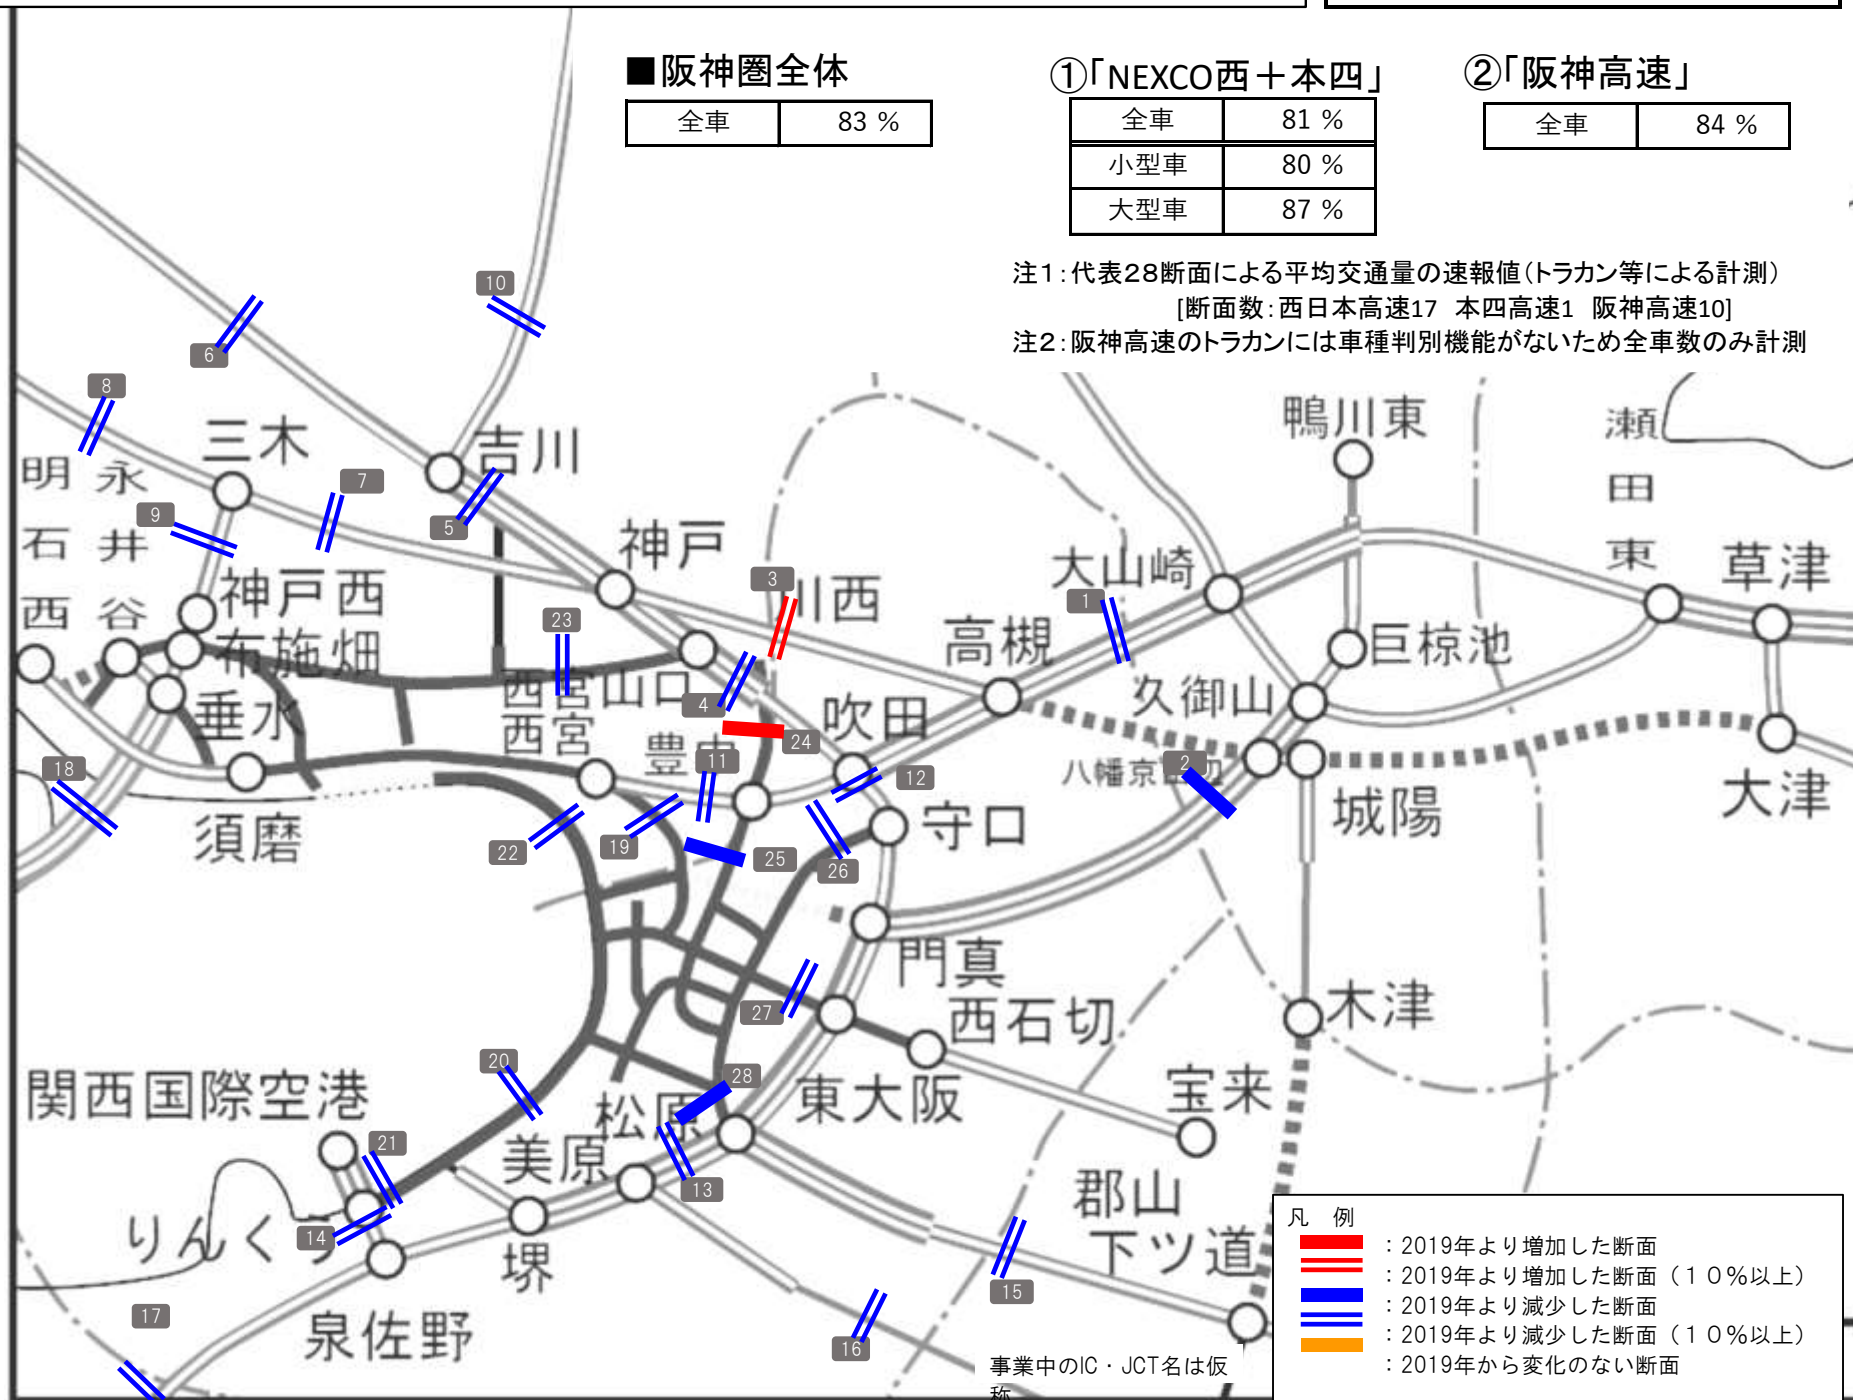 ■阪神圏全体
全車 83 %
①「NEXCO西＋本四」
全車 81 %
小型車 80 %
大型車 87 %
②「阪神高速」
全車 84 %
注1：代表28断面による平均交通量の速報値（トラカン等による計測）
[断面数：西日本高速17 本四高速1 阪神高速10]
注2：阪神高速のトラカンには車種判別機能がないため全車数のみ計測
10
6
8
三木
吉川
鴨川東
瀬田東
明石西
永井谷
7
9
5
神戸
神戸西
布施畑
3
川西
大山崎
1
草津
23
高槻
巨椋池
西宮山口
西宮
4
吹田
久御山
垂水
24
豊中
11
12
八幡京田辺
2
18
大津
城陽
須磨
守口
22
19
25
26
門真
27
西石切
木津
20
28
関西国際空港
松原
東大阪
宝来
21
美原
13
郡山
下ツ道
りんくう
14
堺
15
17
泉佐野
16
事業中のIC・JCT名は仮
称
凡 例
：2019年より増加した断面
：2019年より増加した断面（１０％以上）
：2019年より減少した断面
：2019年より減少した断面（１０％以上）
：2019年から変化のない断面